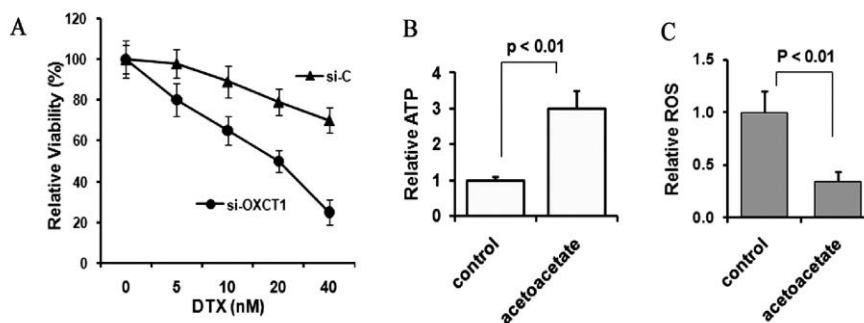 A
Relative Viability (%)
120
100
80
60
40
20
0
si-C
si-OXCT1
0 5 10 20 40
DTX (nM)
B
p < 0.01
Relative ATP
4
3
2
1
0
control
acetoacetate
C
P < 0.01
Relative ROS
1.5
1.0
0.5
0.0
control
acetoacetate